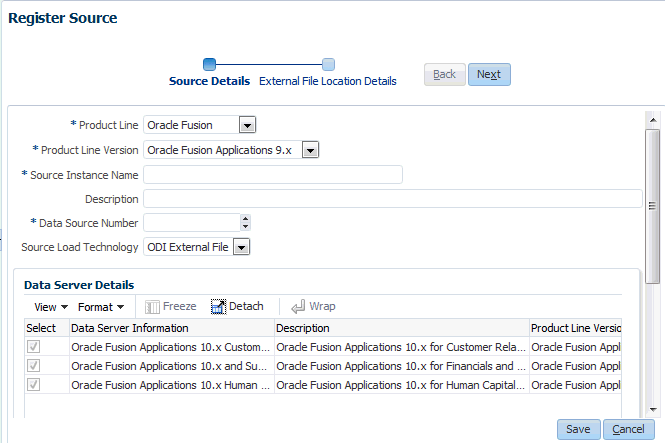 Register Source
Source Details External File Location Details Back Next
* Product Line Oracle Fusion
* Product Line Version Oracle Fusion Applications 9.x
* Source Instance Name
Description
* Data Source Number
Source Load Technology ODI External File
Data Server Details
View Format Freeze Detach Wrap
Select Data Server Information Description Product Line Versio
Oracle Fusion Applications 10.x Custom... Oracle Fusion Applications 10.x for Customer Rela... Oracle Fusion Appl
Oracle Fusion Applications 10.x and Su... Oracle Fusion Applications 10.x for Financials and ... Oracle Fusion Appl
Oracle Fusion Applications 10.x Human ... Oracle Fusion Applications 10.x for Human Capital... Oracle Fusion Appl
Save Cancel